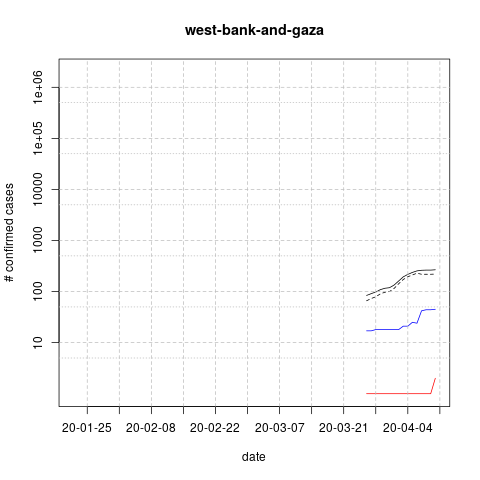 west-bank-and-gaza
# confirmed cases
1e+06
1e+05
10000
1000
100
10
20-01-25 20-02-08 20-02-22 20-03-07 20-03-21 20-04-04
date